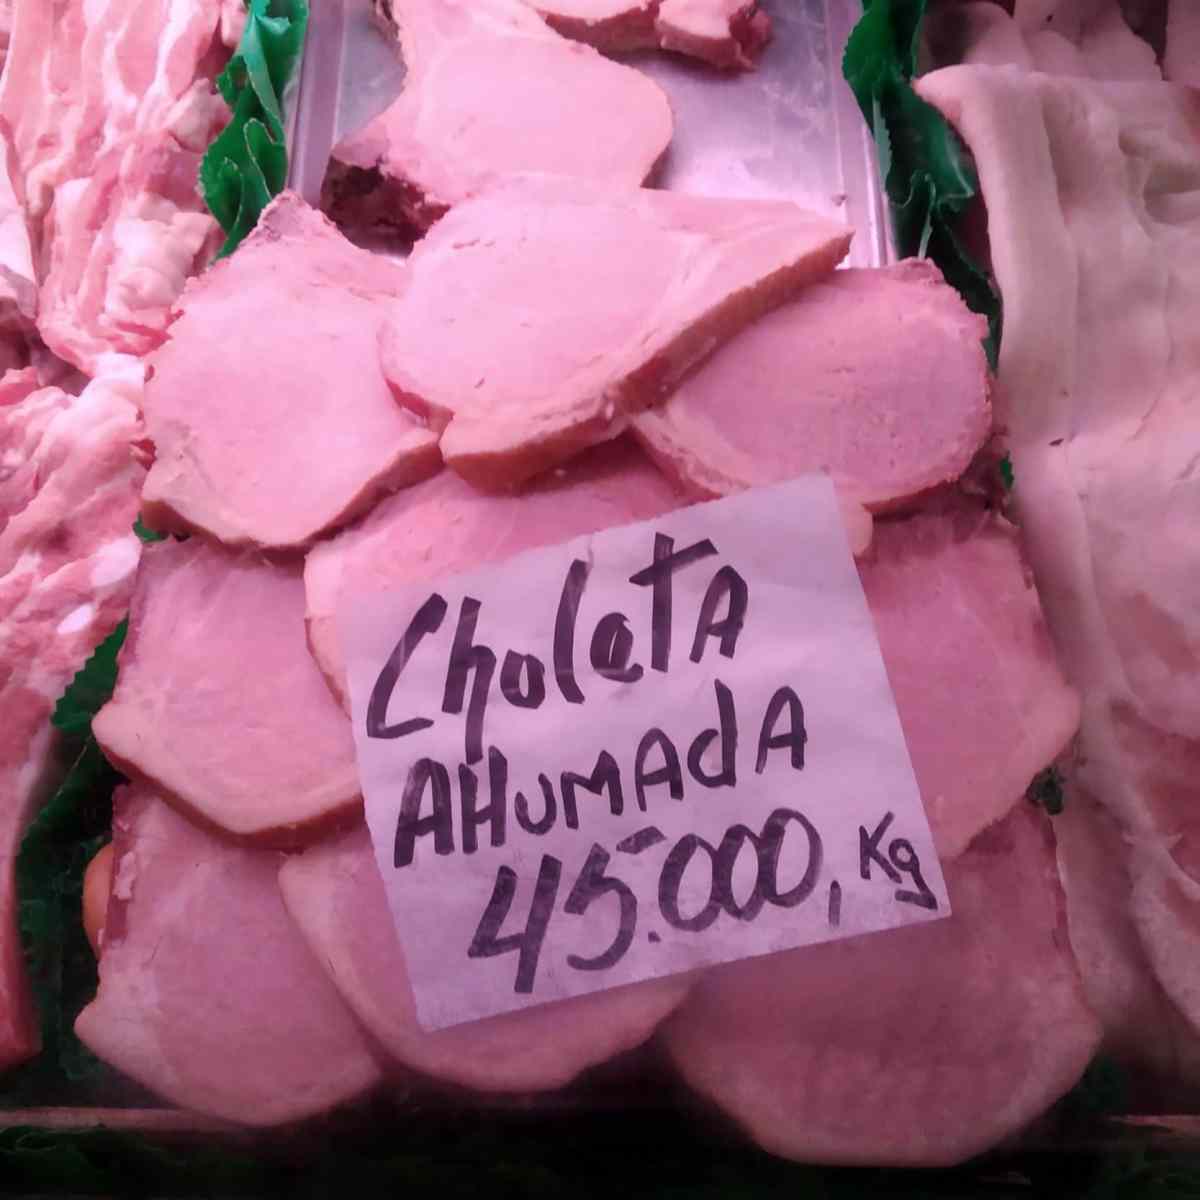 CholetA
AHUMAdA
45.000, Kg